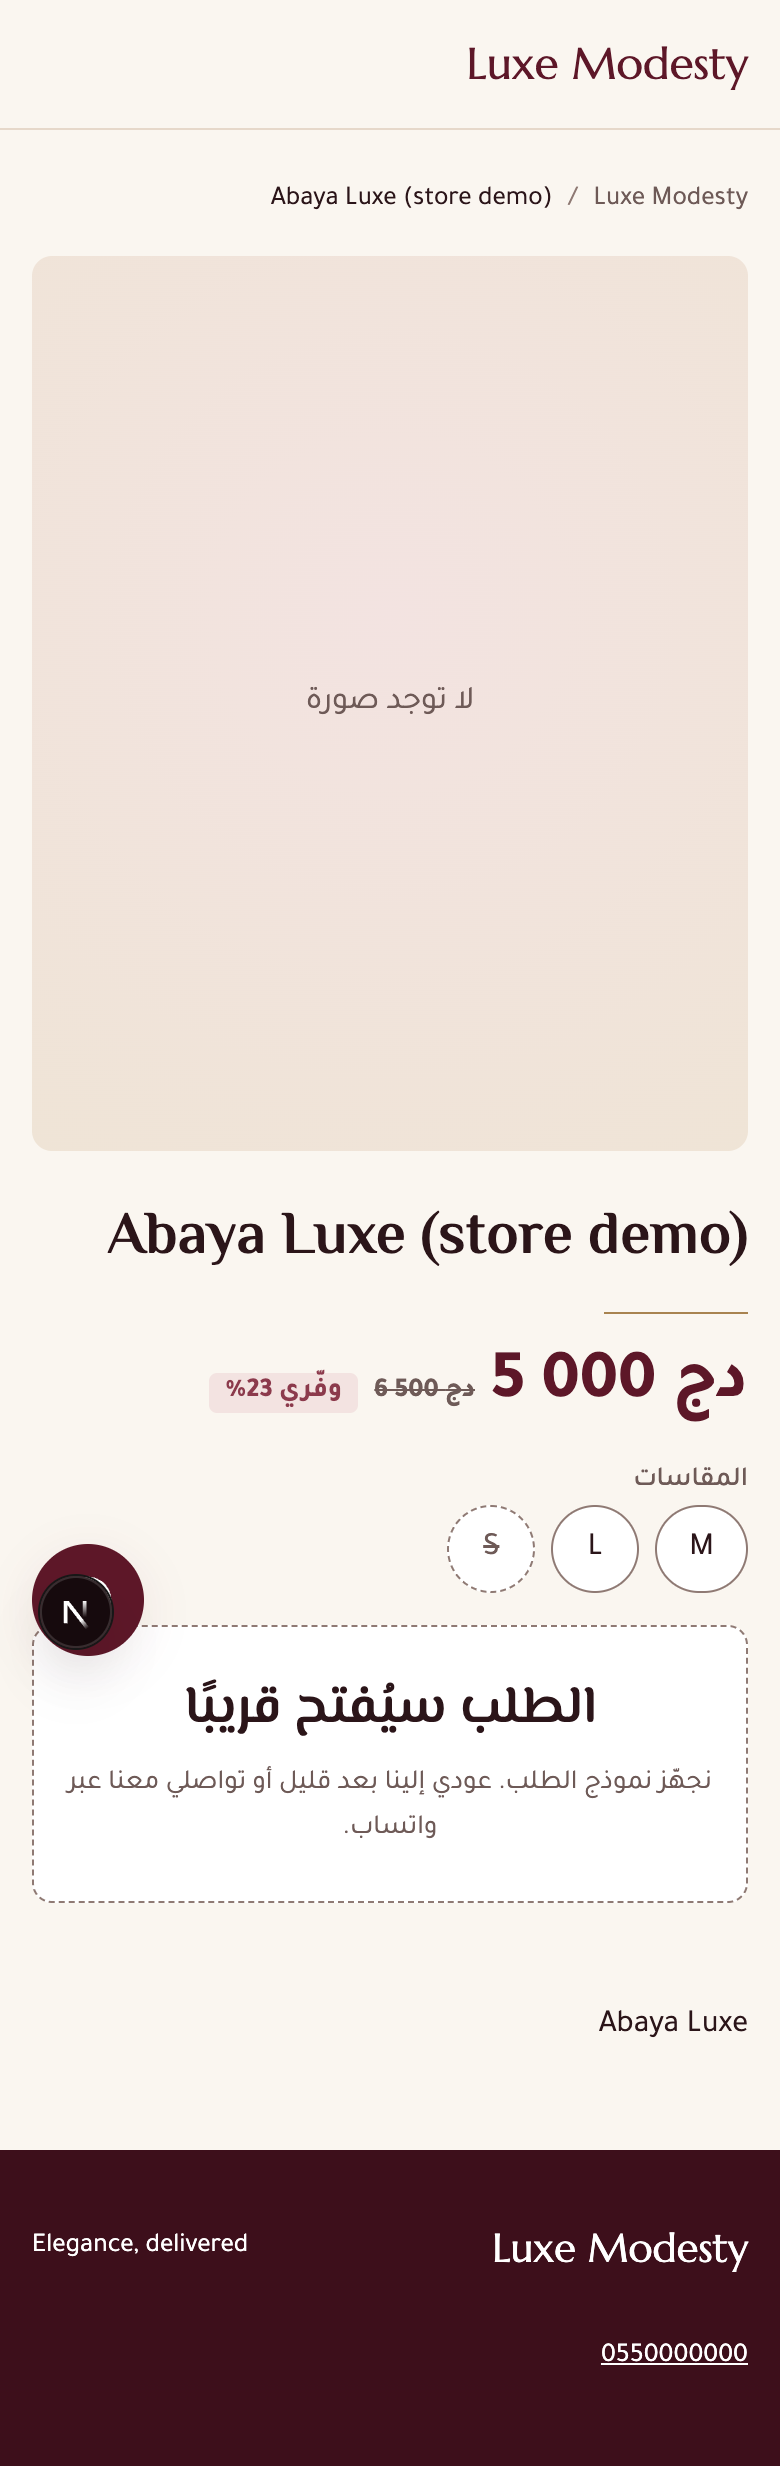 Luxe Modesty
Luxe Modesty / Abaya Luxe (store demo)
لا توجد صورة
Abaya Luxe (store demo)
5 000 دج 6 500 دج وفّري 23%
المقاسات
M L S
N
الطلب سيُفتح قريبًا
نجهّز نموذج الطلب. عودي إلينا بعد قليل أو تواصلي معنا عبر
واتساب.
Abaya Luxe
Luxe Modesty
Elegance, delivered
0550000000